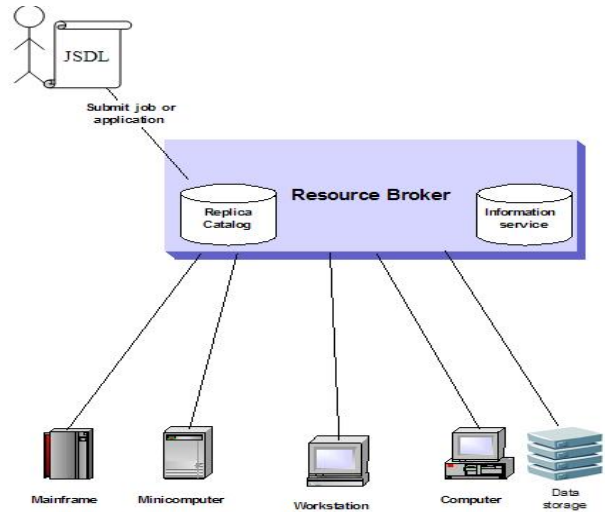 JSDL
Submit job or
application
Resource Broker
Replica
Catalog
Information
service
Mainframe
Minicomputer
Workstation
Computer
Data
storage